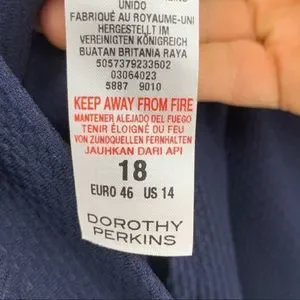 UNIDO
FABRIQUÉ AU ROYAUME-UNI
HERGESTELLT IM
VEREINIGTEN KÖNIGREICH
BUATAN BRITANIA RAYA
5057379233602
03064023
5887 9010
KEEP AWAY FROM FIRE
MANTENER ALEJADO DEL FUEGO
TENIR ÉLOIGNÉ DU FEU
VON ZUNDQUELLEN FERNHALTEN
JAUHKAN DARI API
18
EURO 46 US 14
DOROTHY
PERKINS